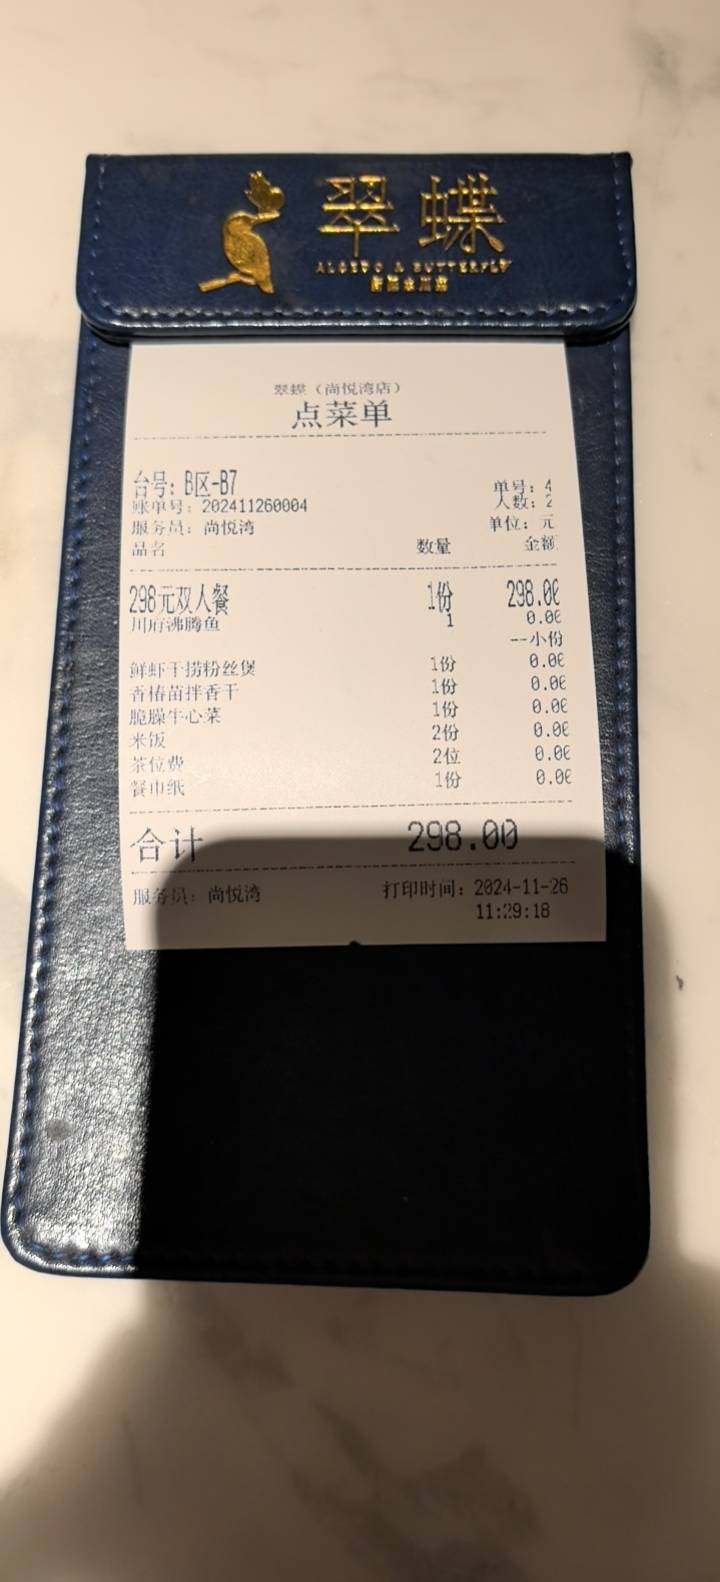 翠蝶
翠蝶（尚悦湾店）
点菜单
台号：B区-B7 单号：4
账单号：202411260004 人数：2
服务员：尚悦湾 单位：元
品名 数量 金额
298元双人餐 1份 298.00
川府沸腾鱼 1 0.00
--小份
鲜虾干捞粉丝煲 1份 0.00
香椿苗拌香干 1份 0.00
脆臊牛心菜 1份 0.00
米饭 2份 0.00
茶位费 2位 0.00
餐巾纸 1份 0.00
合计 298.00
服务员：尚悦湾 打印时间：2024-11-26
11:29:18